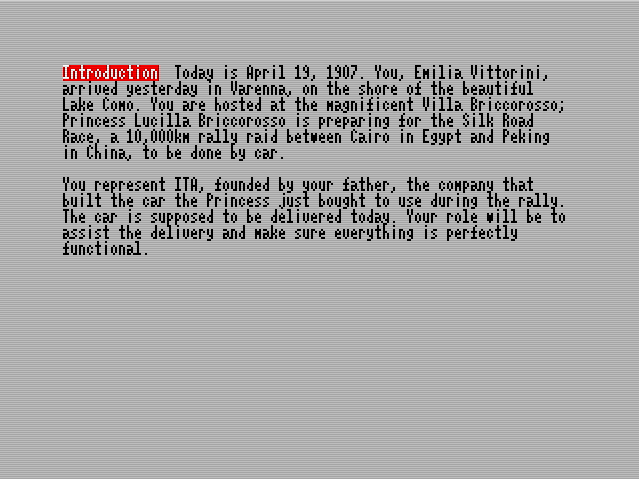 Introduction Today is April 19, 1907. You, Emilia Vittorini,
arrived yesterday in Varenna, on the shore of the beautiful
Lake Como. You are hosted at the magnificent Villa Briccorosso;
Princess Lucilla Briccorosso is preparing for the Silk Road
Race, a 10,000km rally raid between Cairo in Egypt and Peking
in China, to be done by car.

You represent ITA, founded by your father, the company that
built the car the Princess just bought to use during the rally.
The car is supposed to be delivered today. Your role will be to
assist the delivery and make sure everything is perfectly
functional.